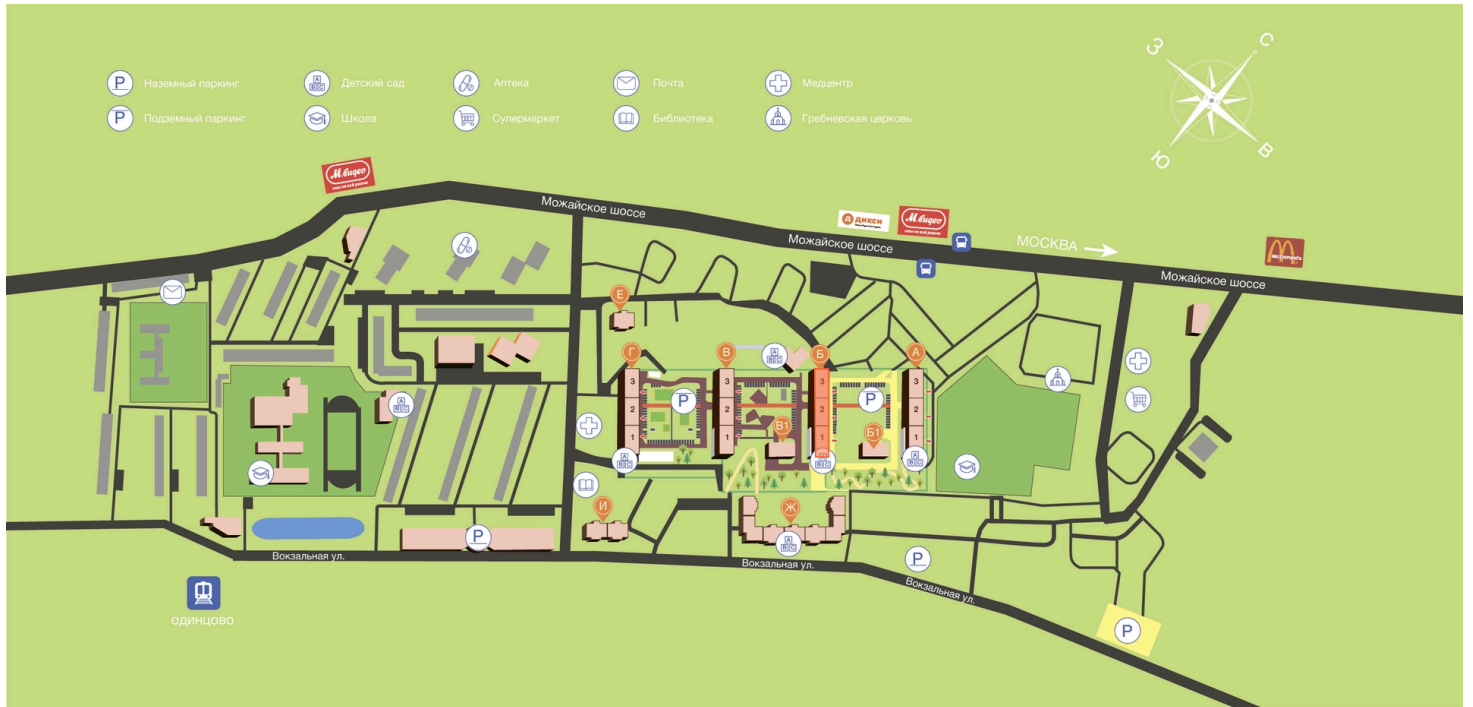 С
З
В
Ю
P Наземный паркинг
A B C Детский сад
Аптека
Почта
Медцентр
P Подземный паркинг
Школа
Супермаркет
Библиотека
Гребневская церковь
М.видео
Можайское шоссе
Дикси
М.видео
Можайское шоссе
МОСКВА
McDonald's
Можайское шоссе
Е
Г
В
A B C
Б
А
3
3
3
3
P
P
2
2
2
2
A B C
1
1
1
1
В1
Б1
A B C
A B C
A B C
И
Ж
P
A B C
P
Вокзальная ул.
Вокзальная ул.
Вокзальная ул.
ОДИНЦОВО
P